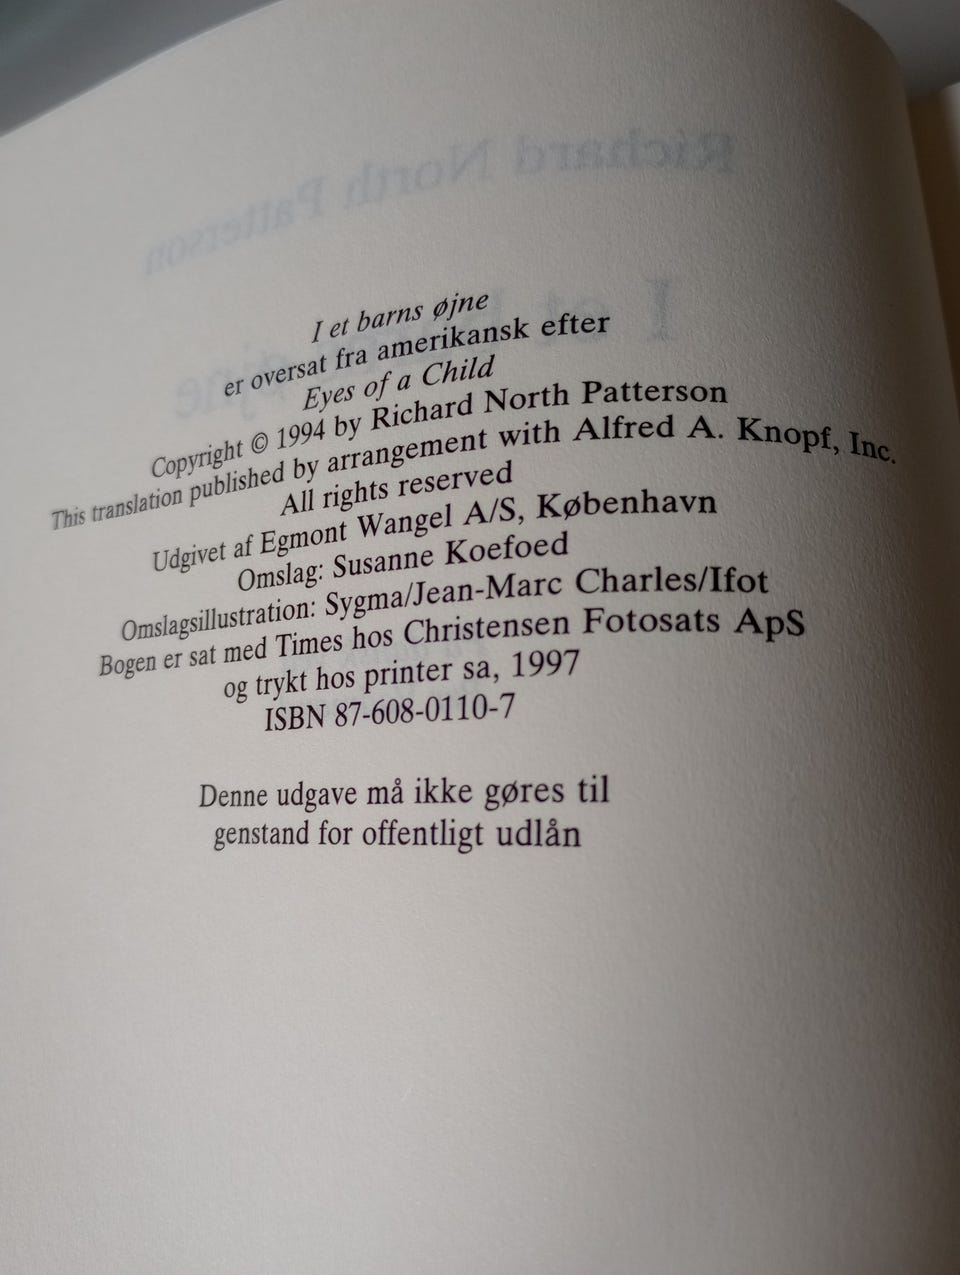 I et barns øjne
er oversat fra amerikansk efter
Eyes of a Child
Copyright © 1994 by Richard North Patterson
This translation published by arrangement with Alfred A. Knopf, Inc.
All rights reserved
Udgivet af Egmont Wangel A/S, København
Omslag: Susanne Koefoed
Omslagsillustration: Sygma/Jean-Marc Charles/Ifot
Bogen er sat med Times hos Christensen Fotosats ApS
og trykt hos printer sa, 1997
ISBN 87-608-0110-7
Denne udgave må ikke gøres til
genstand for offentligt udlån